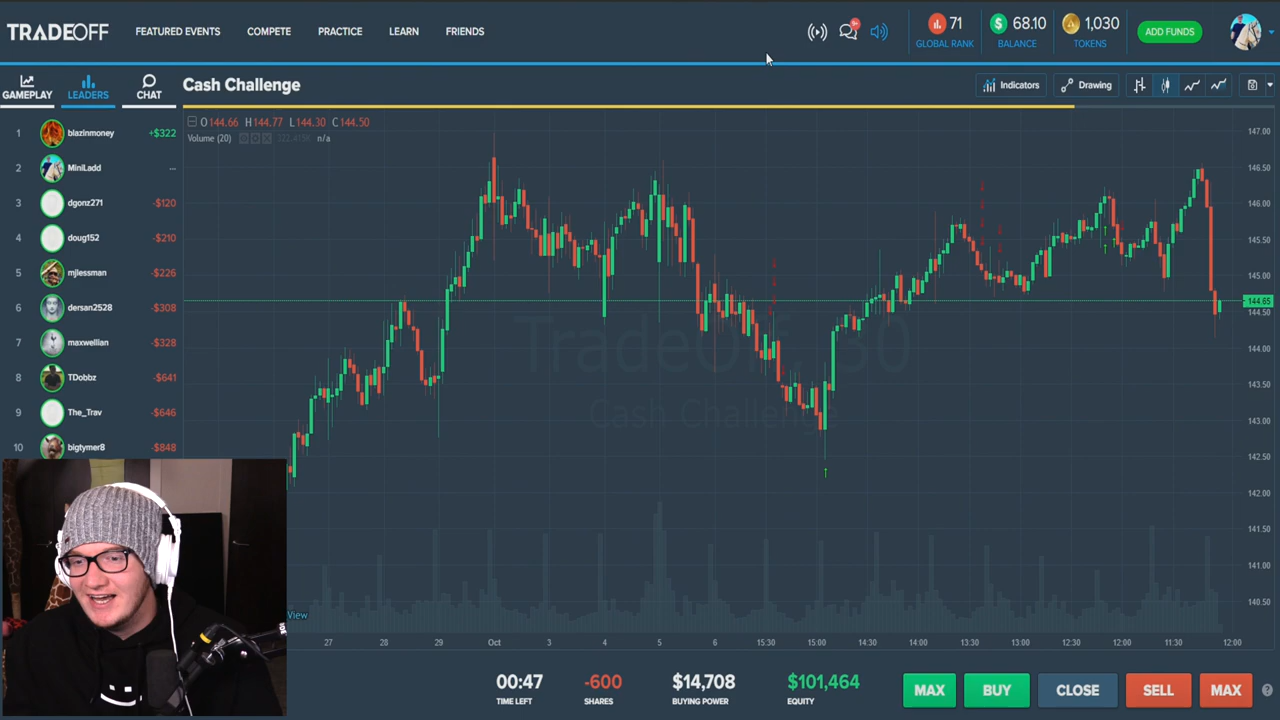 TRADEOFF
FEATURED EVENTS COMPETE PRACTICE LEARN FRIENDS
71
GLOBAL RANK
68.10
BALANCE
1,030
TOKENS
ADD FUNDS
GAMEPLAY
LEADERS
CHAT
Cash Challenge
Indicators
Drawing
1 blazinmoney +$322
2 MiniLadd --
3 dgonz271 -$120
4 doug152 -$210
5 mjlessman -$226
6 dersan2528 -$308
7 maxwellian -$328
8 TDobbz -$641
9 The_Trav -$646
10 bigtymer8 -$848
O 144.66 H 144.77 L 144.30 C 144.50
Volume (20) n/a
TradeOff, 30
Cash Challenge
147.00
146.50
146.00
145.50
145.00
144.65
144.50
144.00
143.50
143.00
142.50
142.00
141.50
141.00
140.50
View
27 28 29 Oct 3 4 5 6 15:30 15:00 14:30 14:00 13:30 13:00 12:30 12:00 11:30 12:00
00:47
TIME LEFT
-600
SHARES
$14,708
BUYING POWER
$101,464
EQUITY
MAX BUY CLOSE SELL MAX